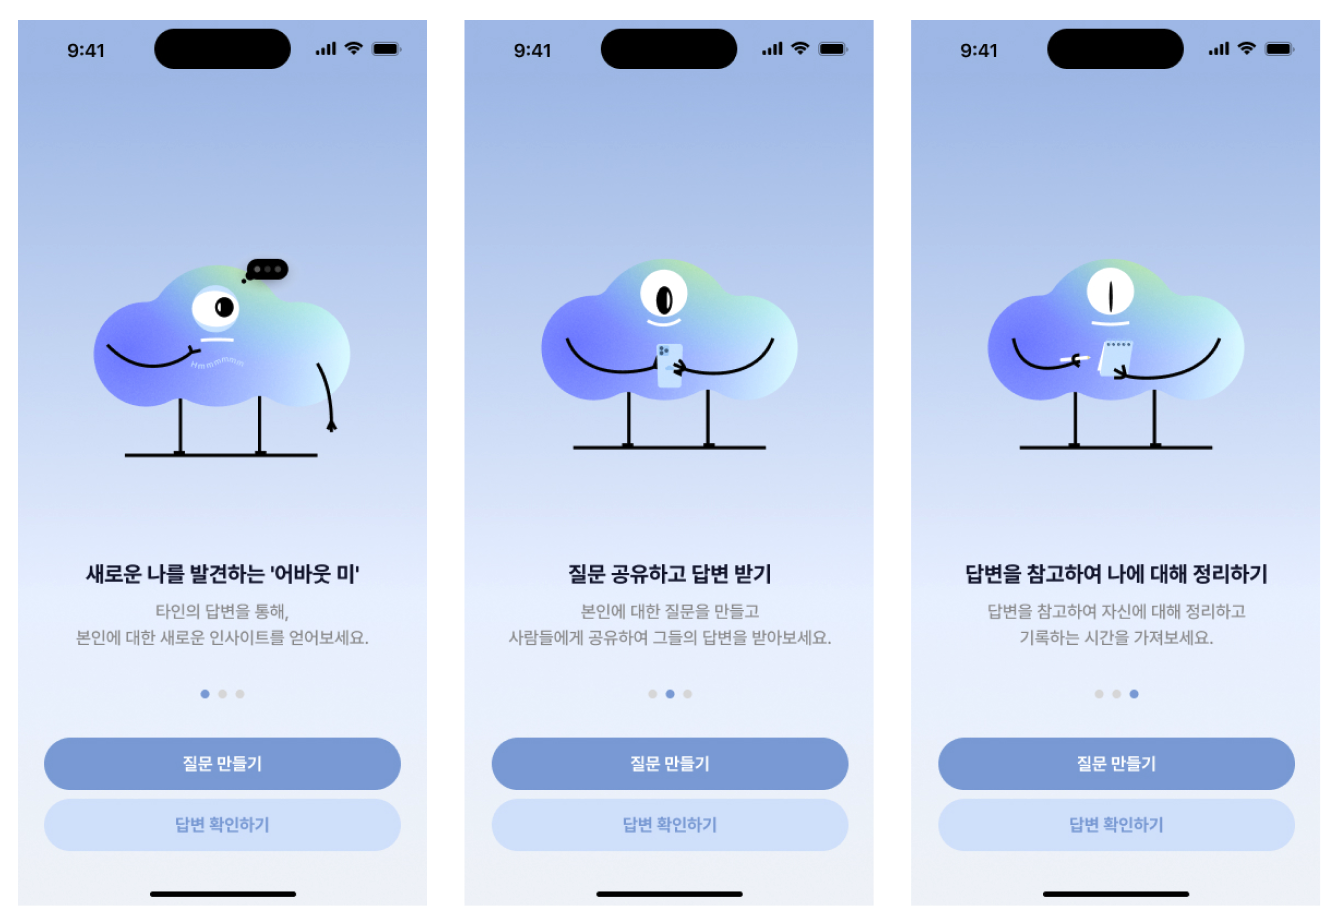 9:41
Hmmmmmm
새로운 나를 발견하는 '어바웃 미'
타인의 답변을 통해,
본인에 대한 새로운 인사이트를 얻어보세요.
질문 만들기
답변 확인하기
9:41
질문 공유하고 답변 받기
본인에 대한 질문을 만들고
사람들에게 공유하여 그들의 답변을 받아보세요.
질문 만들기
답변 확인하기
9:41
답변을 참고하여 나에 대해 정리하기
답변을 참고하여 자신에 대해 정리하고
기록하는 시간을 가져보세요.
질문 만들기
답변 확인하기